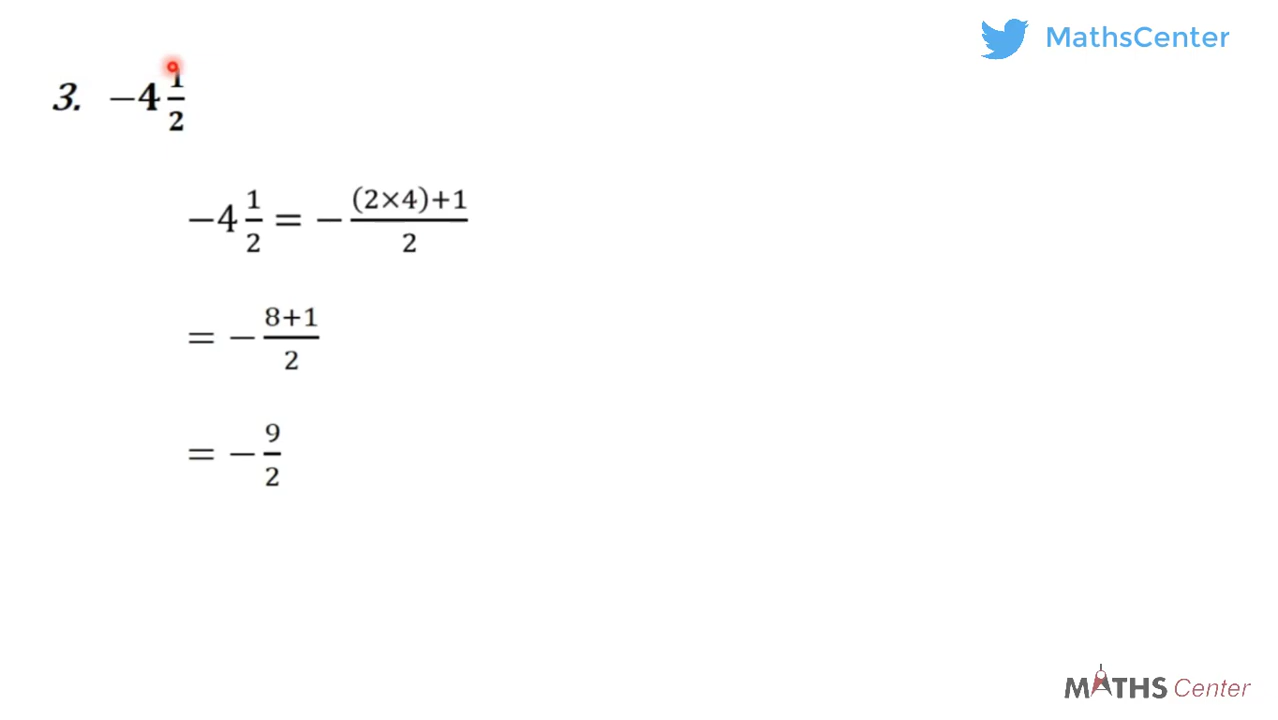 MathsCenter
3. −4 1/2
−4 1/2 = − (2×4)+1/2
= − 8+1/2
= − 9/2
MATHS Center